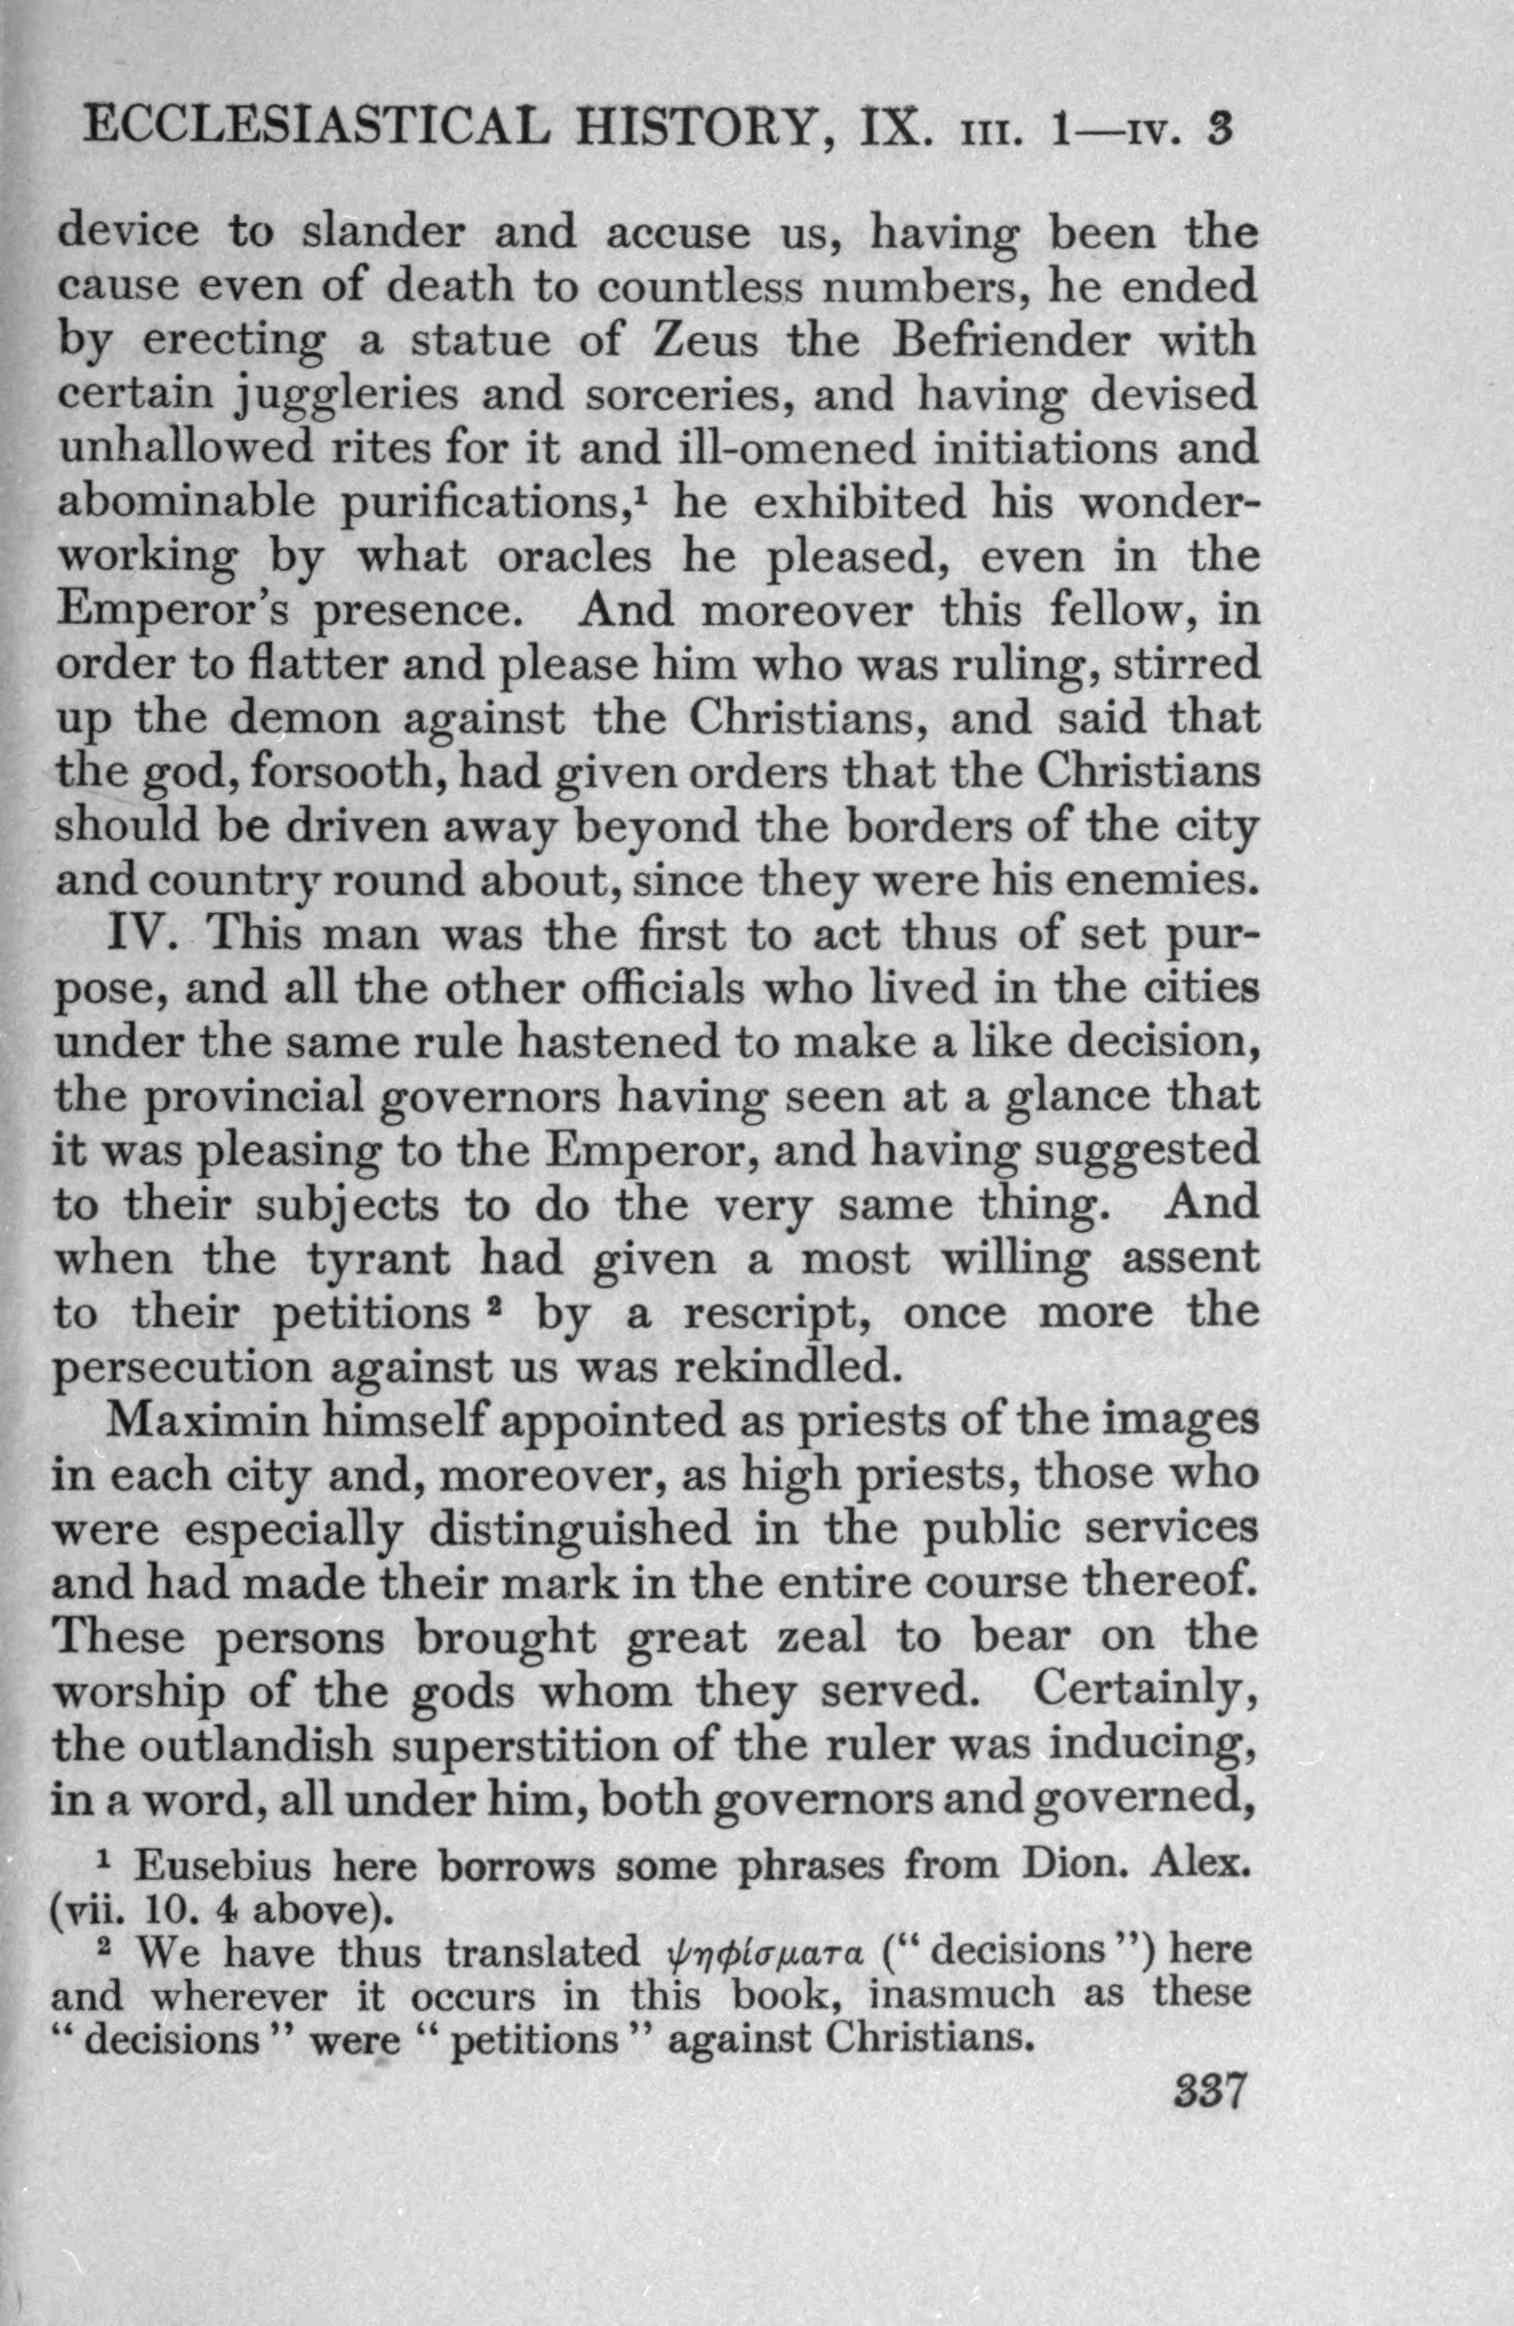 ECCLESIASTICAL HISTORY, IX. III. 1—IV. 3
device to slander and accuse us, having been the
cause even of death to countless numbers, he ended
by erecting a statue of Zeus the Befriender with
certain juggleries and sorceries, and having devised
unhallowed rites for it and ill-omened initiations and
abominable purifications,¹ he exhibited his wonder-
working by what oracles he pleased, even in the
Emperor's presence. And moreover this fellow, in
order to flatter and please him who was ruling, stirred
up the demon against the Christians, and said that
the god, forsooth, had given orders that the Christians
should be driven away beyond the borders of the city
and country round about, since they were his enemies.
IV. This man was the first to act thus of set pur-
pose, and all the other officials who lived in the cities
under the same rule hastened to make a like decision,
the provincial governors having seen at a glance that
it was pleasing to the Emperor, and having suggested
to their subjects to do the very same thing. And
when the tyrant had given a most willing assent
to their petitions ² by a rescript, once more the
persecution against us was rekindled.
Maximin himself appointed as priests of the images
in each city and, moreover, as high priests, those who
were especially distinguished in the public services
and had made their mark in the entire course thereof.
These persons brought great zeal to bear on the
worship of the gods whom they served. Certainly,
the outlandish superstition of the ruler was inducing,
in a word, all under him, both governors and governed,
¹ Eusebius here borrows some phrases from Dion. Alex.
(vii. 10. 4 above).
² We have thus translated ψηφίσματα (“ decisions ”) here
and wherever it occurs in this book, inasmuch as these
“ decisions ” were “ petitions ” against Christians.
337